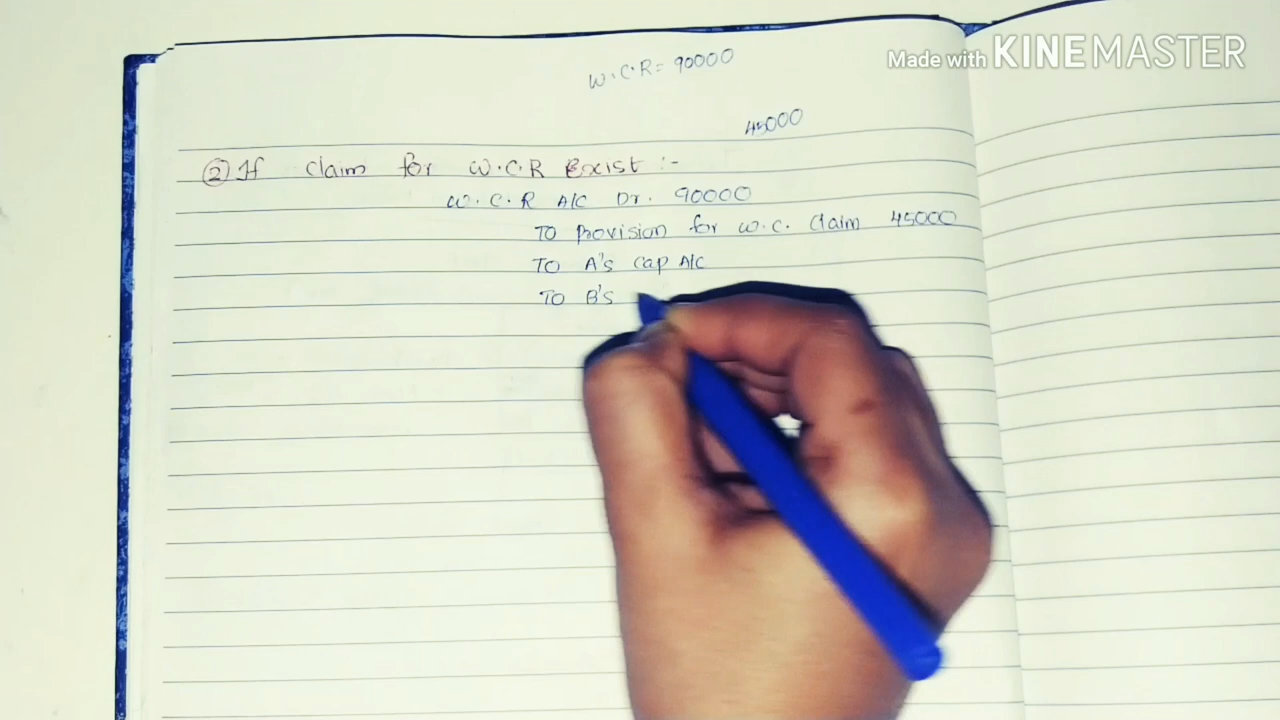 Made with KINEMASTER
W.C.R = 90000
45000
② If claim for W.C.R Exist :-
W.C.R A/C Dr. 90000
TO provision for W.C. Claim 45000
TO A's cap A/C
TO B's